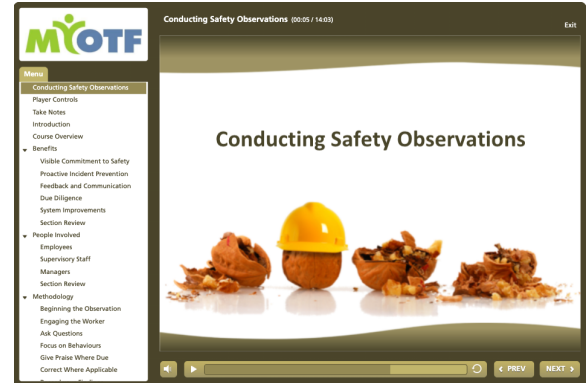 MYOTF
Conducting Safety Observations (00:05 / 14:03)
Exit
Menu
Conducting Safety Observations
Player Controls
Take Notes
Introduction
Course Overview
Benefits
Visible Commitment to Safety
Proactive Incident Prevention
Feedback and Communication
Due Diligence
System Improvements
Section Review
People Involved
Employees
Supervisory Staff
Managers
Section Review
Methodology
Beginning the Observation
Engaging the Worker
Ask Questions
Focus on Behaviours
Give Praise Where Due
Correct Where Applicable
Conducting Safety Observations
PREV
NEXT